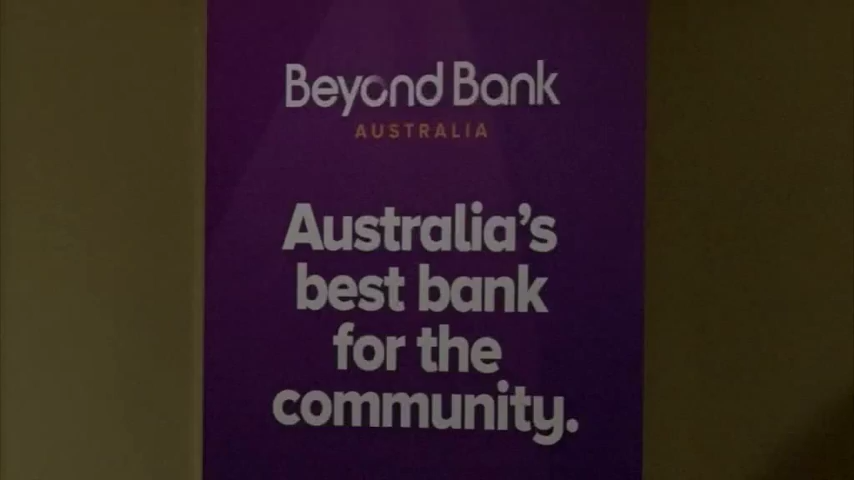 Beyond Bank
AUSTRALIA
Australia's
best bank
for the
community.